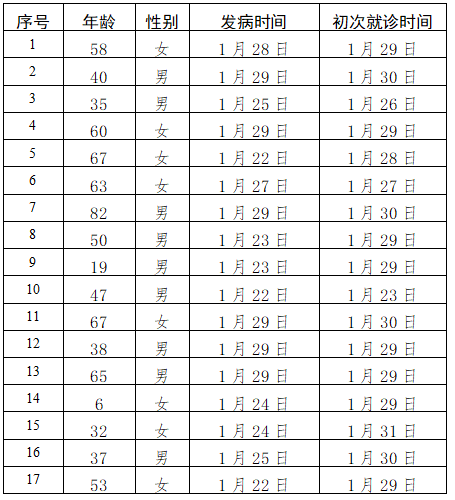 序号 年龄 性别 发病时间 初次就诊时间
1 58 女 1月28日 1月29日
2 40 男 1月29日 1月30日
3 35 男 1月25日 1月26日
4 60 女 1月29日 1月29日
5 67 女 1月22日 1月28日
6 63 女 1月27日 1月27日
7 82 男 1月29日 1月30日
8 50 男 1月23日 1月29日
9 19 男 1月23日 1月29日
10 47 男 1月22日 1月23日
11 67 女 1月29日 1月30日
12 38 男 1月29日 1月29日
13 65 男 1月29日 1月29日
14 6 女 1月24日 1月29日
15 32 女 1月24日 1月31日
16 37 男 1月25日 1月30日
17 53 女 1月22日 1月29日